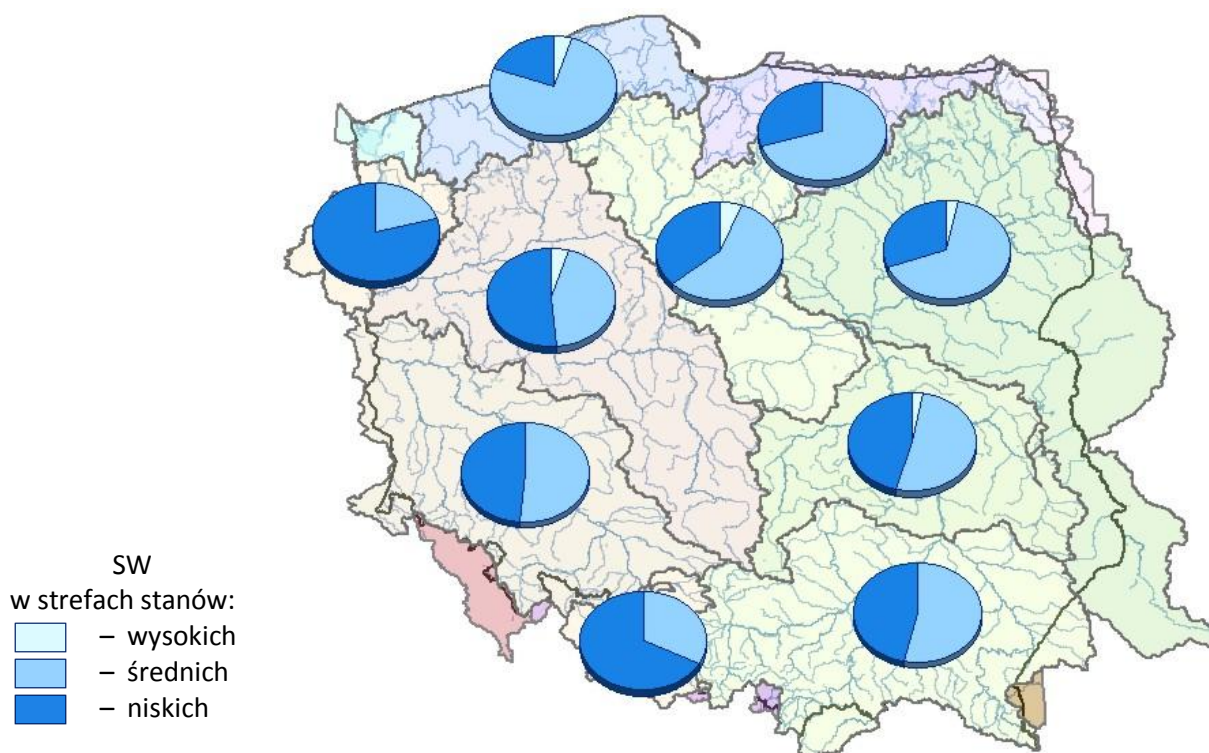 SW
w strefach stanów:
– wysokich
– średnich
– niskich